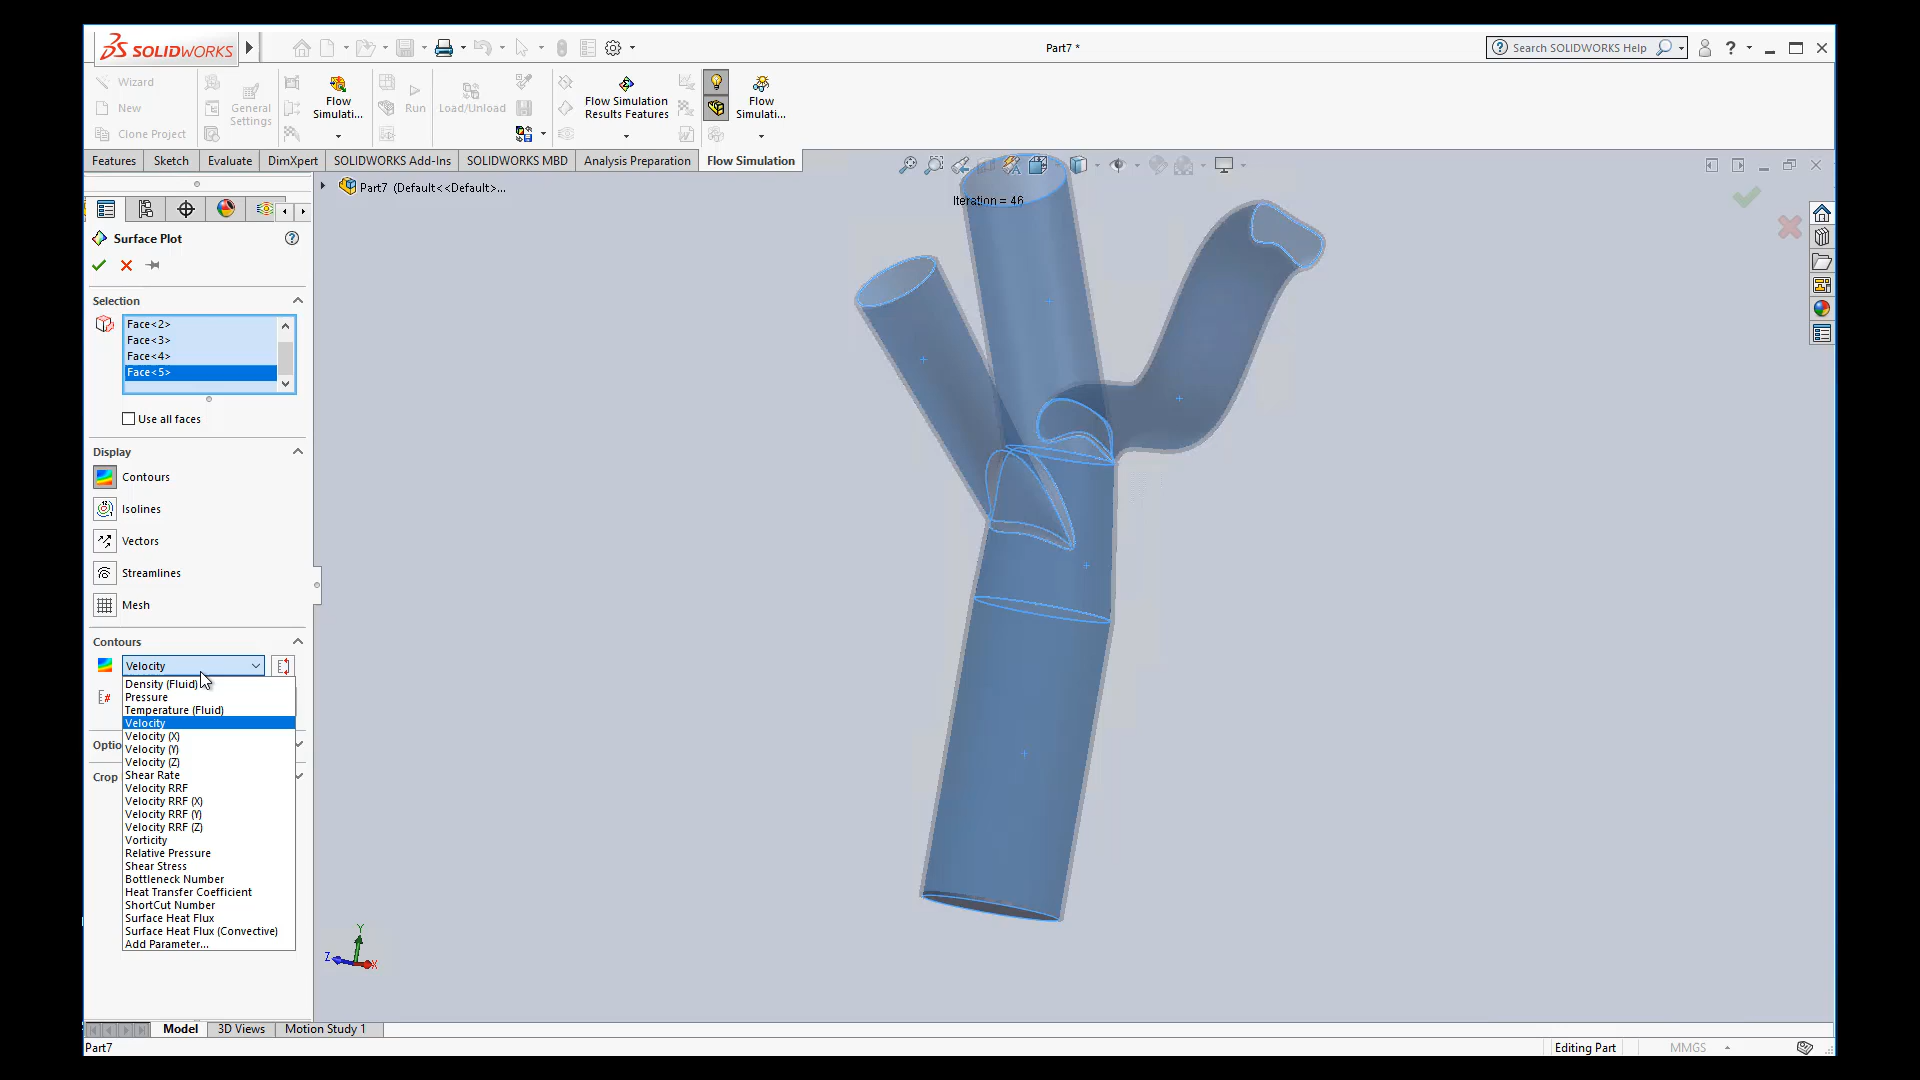 SOLIDWORKS
Part7 *
Search SOLIDWORKS Help
?
Wizard
New
Clone Project
General
Settings
Flow
Simulati...
Run
Load/Unload
Flow Simulation
Results Features
Flow
Simulati...
Features
Sketch
Evaluate
DimXpert
SOLIDWORKS Add-Ins
SOLIDWORKS MBD
Analysis Preparation
Flow Simulation
Part7 (Default<<Default>...
Iteration = 46
Surface Plot
Selection
Face<2>
Face<3>
Face<4>
Face<5>
Use all faces
Display
Contours
Isolines
Vectors
Streamlines
Mesh
Contours
Velocity
Density (Fluid)
Pressure
Temperature (Fluid)
Velocity
Velocity (X)
Velocity (Y)
Velocity (Z)
Shear Rate
Velocity RRF
Velocity RRF (X)
Velocity RRF (Y)
Velocity RRF (Z)
Vorticity
Relative Pressure
Shear Stress
Bottleneck Number
Heat Transfer Coefficient
ShortCut Number
Surface Heat Flux
Surface Heat Flux (Convective)
Add Parameter...
Optio
Crop
Y
Z
X
Model
3D Views
Motion Study 1
Part7
Editing Part
MMGS